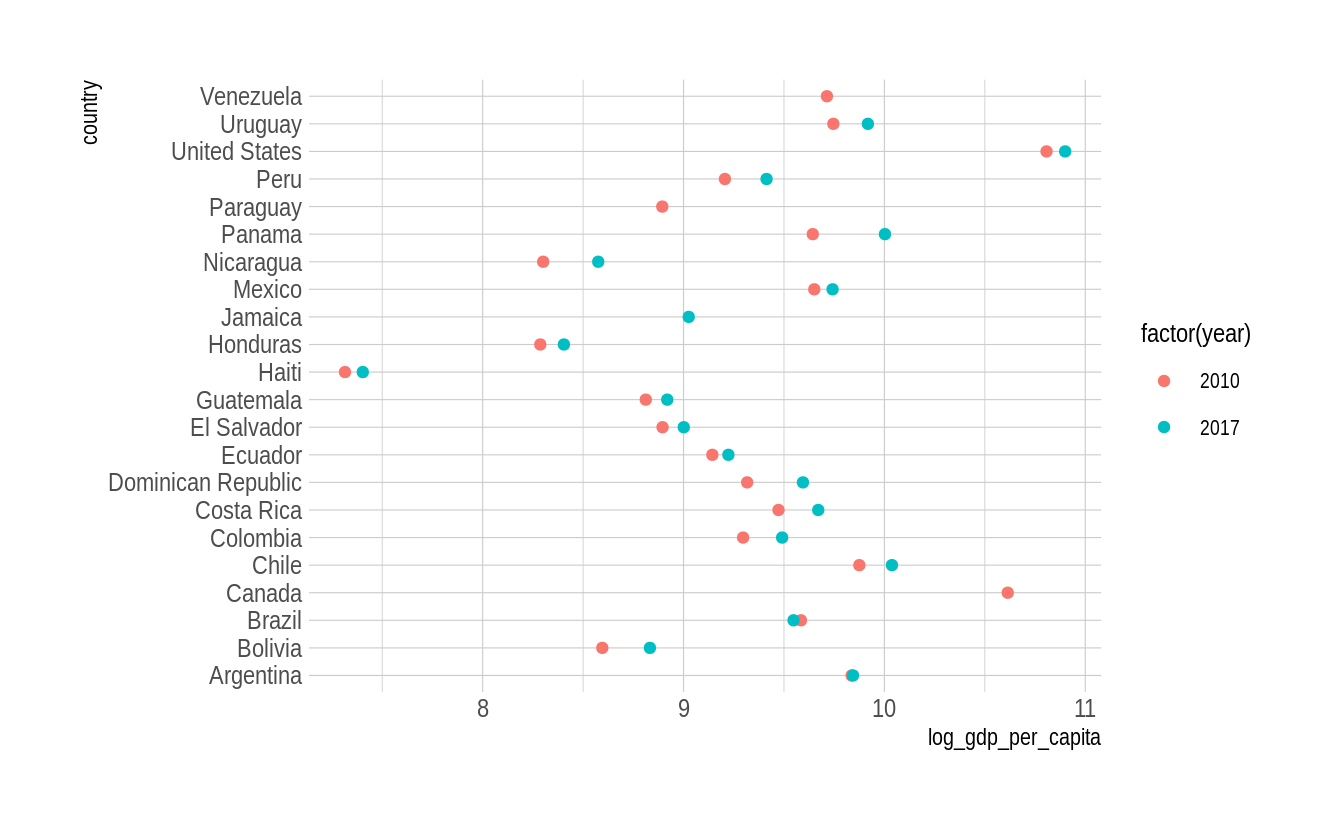 country
Venezuela
Uruguay
United States
Peru
Paraguay
Panama
Nicaragua
Mexico
Jamaica
Honduras
Haiti
Guatemala
El Salvador
Ecuador
Dominican Republic
Costa Rica
Colombia
Chile
Canada
Brazil
Bolivia
Argentina
8 9 10 11
log_gdp_per_capita
factor(year)
2010
2017